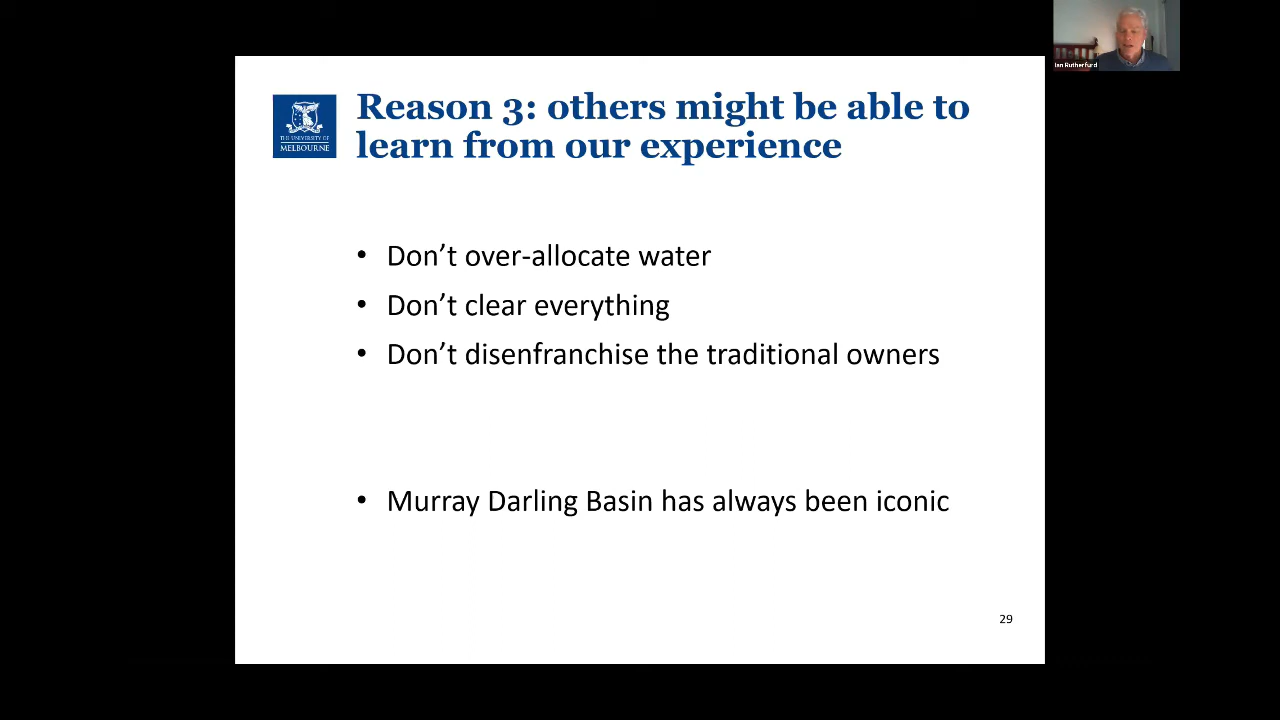 Ian Rutherfurd
Reason 3: others might be able to
learn from our experience
THE UNIVERSITY OF
MELBOURNE
• Don’t over-allocate water
• Don’t clear everything
• Don’t disenfranchise the traditional owners
• Murray Darling Basin has always been iconic
29